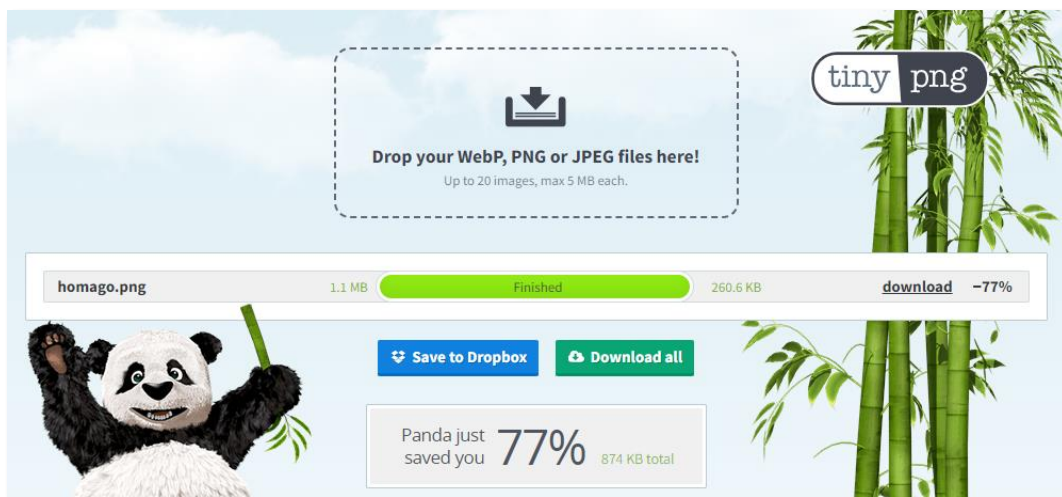 tiny png
Drop your WebP, PNG or JPEG files here!
Up to 20 images, max 5 MB each.
homago.png 1.1 MB Finished 260.6 KB download −77%
Save to Dropbox Download all
Panda just
saved you 77% 874 KB total